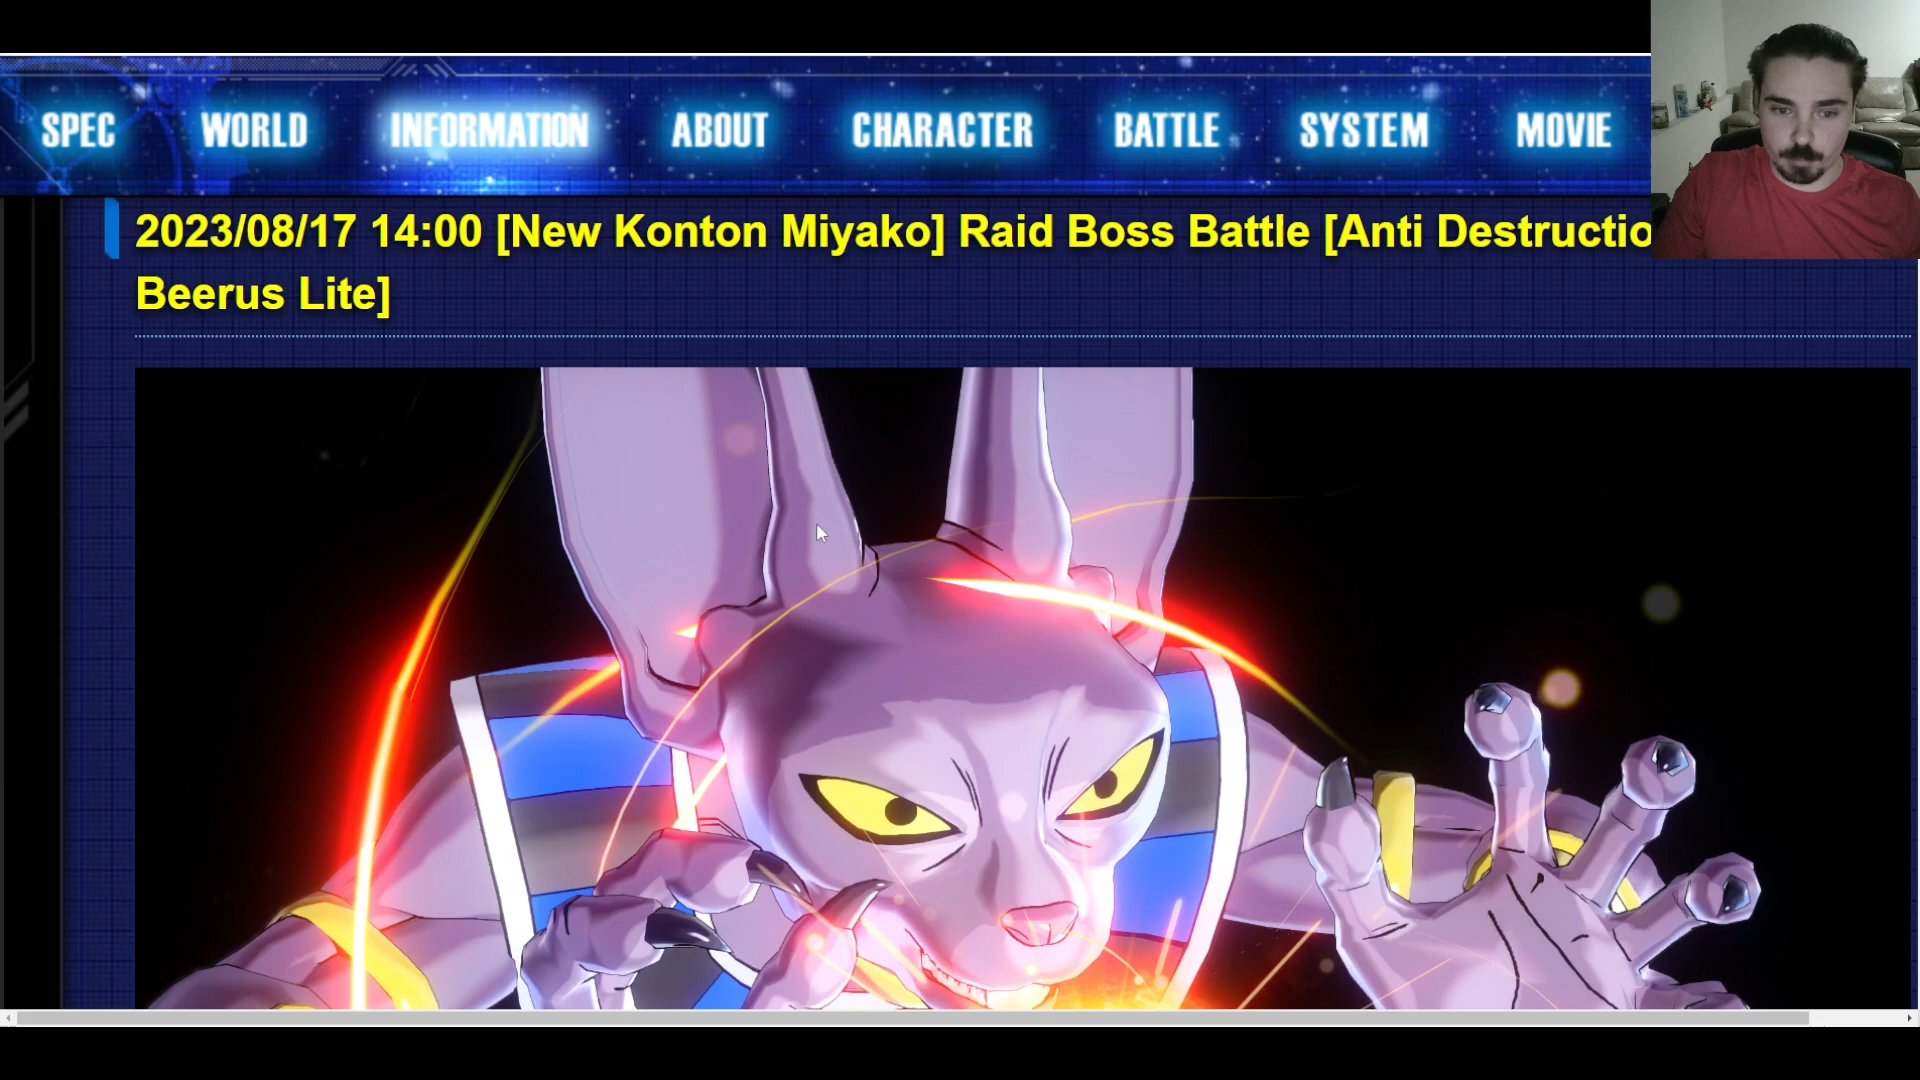 SPEC WORLD INFORMATION ABOUT CHARACTER BATTLE SYSTEM MOVIE
2023/08/17 14:00 [New Konton Miyako] Raid Boss Battle [Anti Destructio
Beerus Lite]